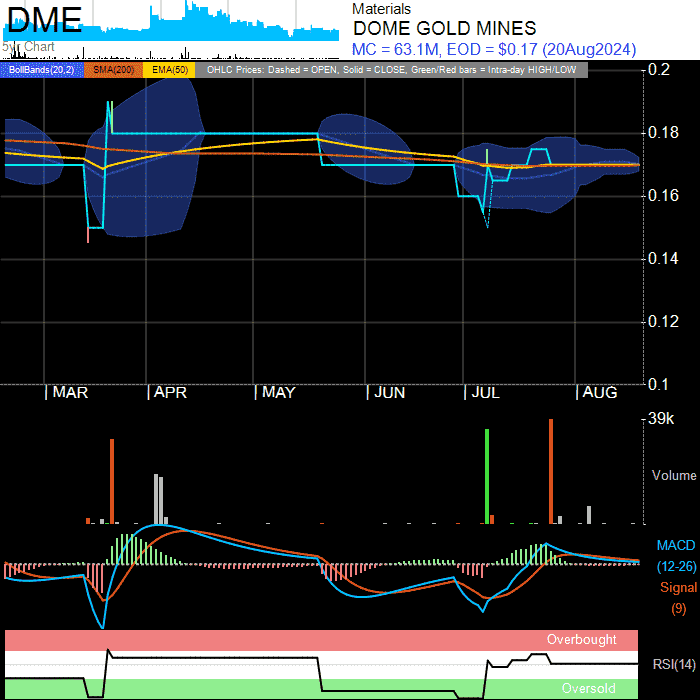 DME
5yr Chart
Materials
DOME GOLD MINES
MC = 63.1M, EOD = $0.17 (20Aug2024)
BollBands(20,2) SMA(200) EMA(50) OHLC Prices: Dashed = OPEN, Solid = CLOSE, Green/Red bars = Intra-day HIGH/LOW
0.2
0.18
0.16
0.14
0.12
0.1
| MAR | APR | MAY | JUN | JUL | AUG
39k
Volume
MACD
(12-26)
Signal
(9)
Overbought
RSI(14)
Oversold